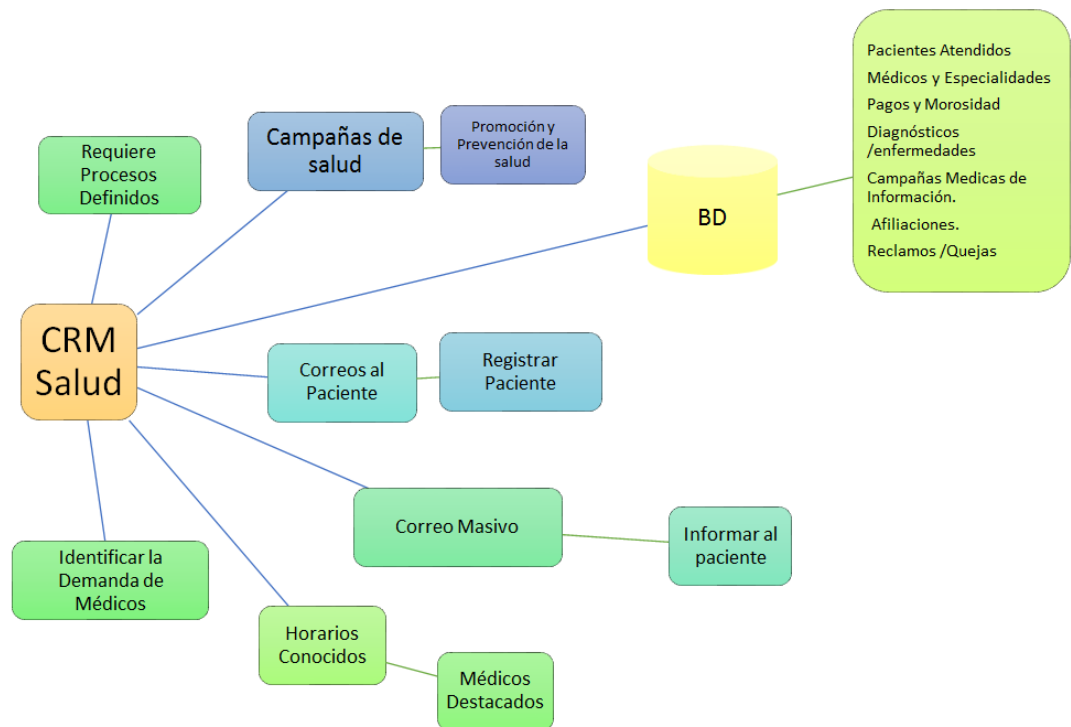 Pacientes Atendidos
Médicos y Especialidades
Pagos y Morosidad
Diagnósticos
/enfermedades
Campañas Medicas de
Información.
Afiliaciones.
Reclamos /Quejas
Campañas de
salud
Promoción y
Prevención de la
salud
Requiere
Procesos
Definidos
BD
CRM
Salud
Correos al
Paciente
Registrar
Paciente
Correo Masivo
Informar al
paciente
Identificar la
Demanda de
Médicos
Horarios
Conocidos
Médicos
Destacados